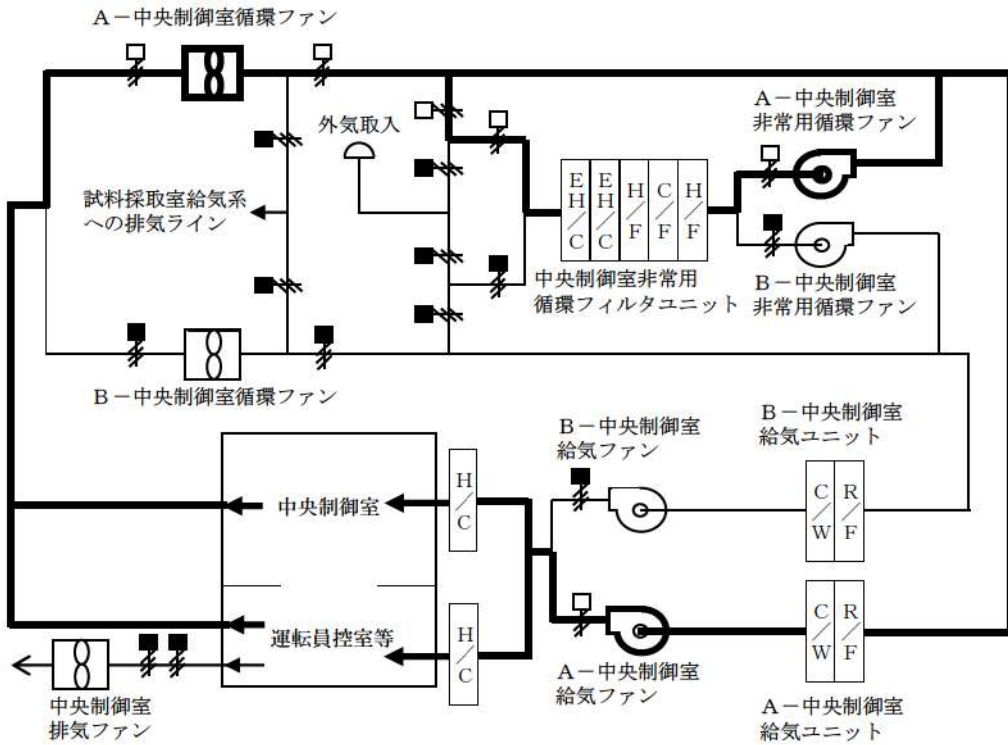 A－中央制御室循環ファン
外気取入
A－中央制御室
非常用循環ファン
試料採取室給気系
への排気ライン
EH/C
EH/C
H/F
C/F
H/F
中央制御室非常用
循環フィルタユニット
B－中央制御室
非常用循環ファン
B－中央制御室循環ファン
B－中央制御室
給気ファン
B－中央制御室
給気ユニット
中央制御室
H/C
C/W
R/F
運転員控室等
H/C
C/W
R/F
中央制御室
排気ファン
A－中央制御室
給気ファン
A－中央制御室
給気ユニット